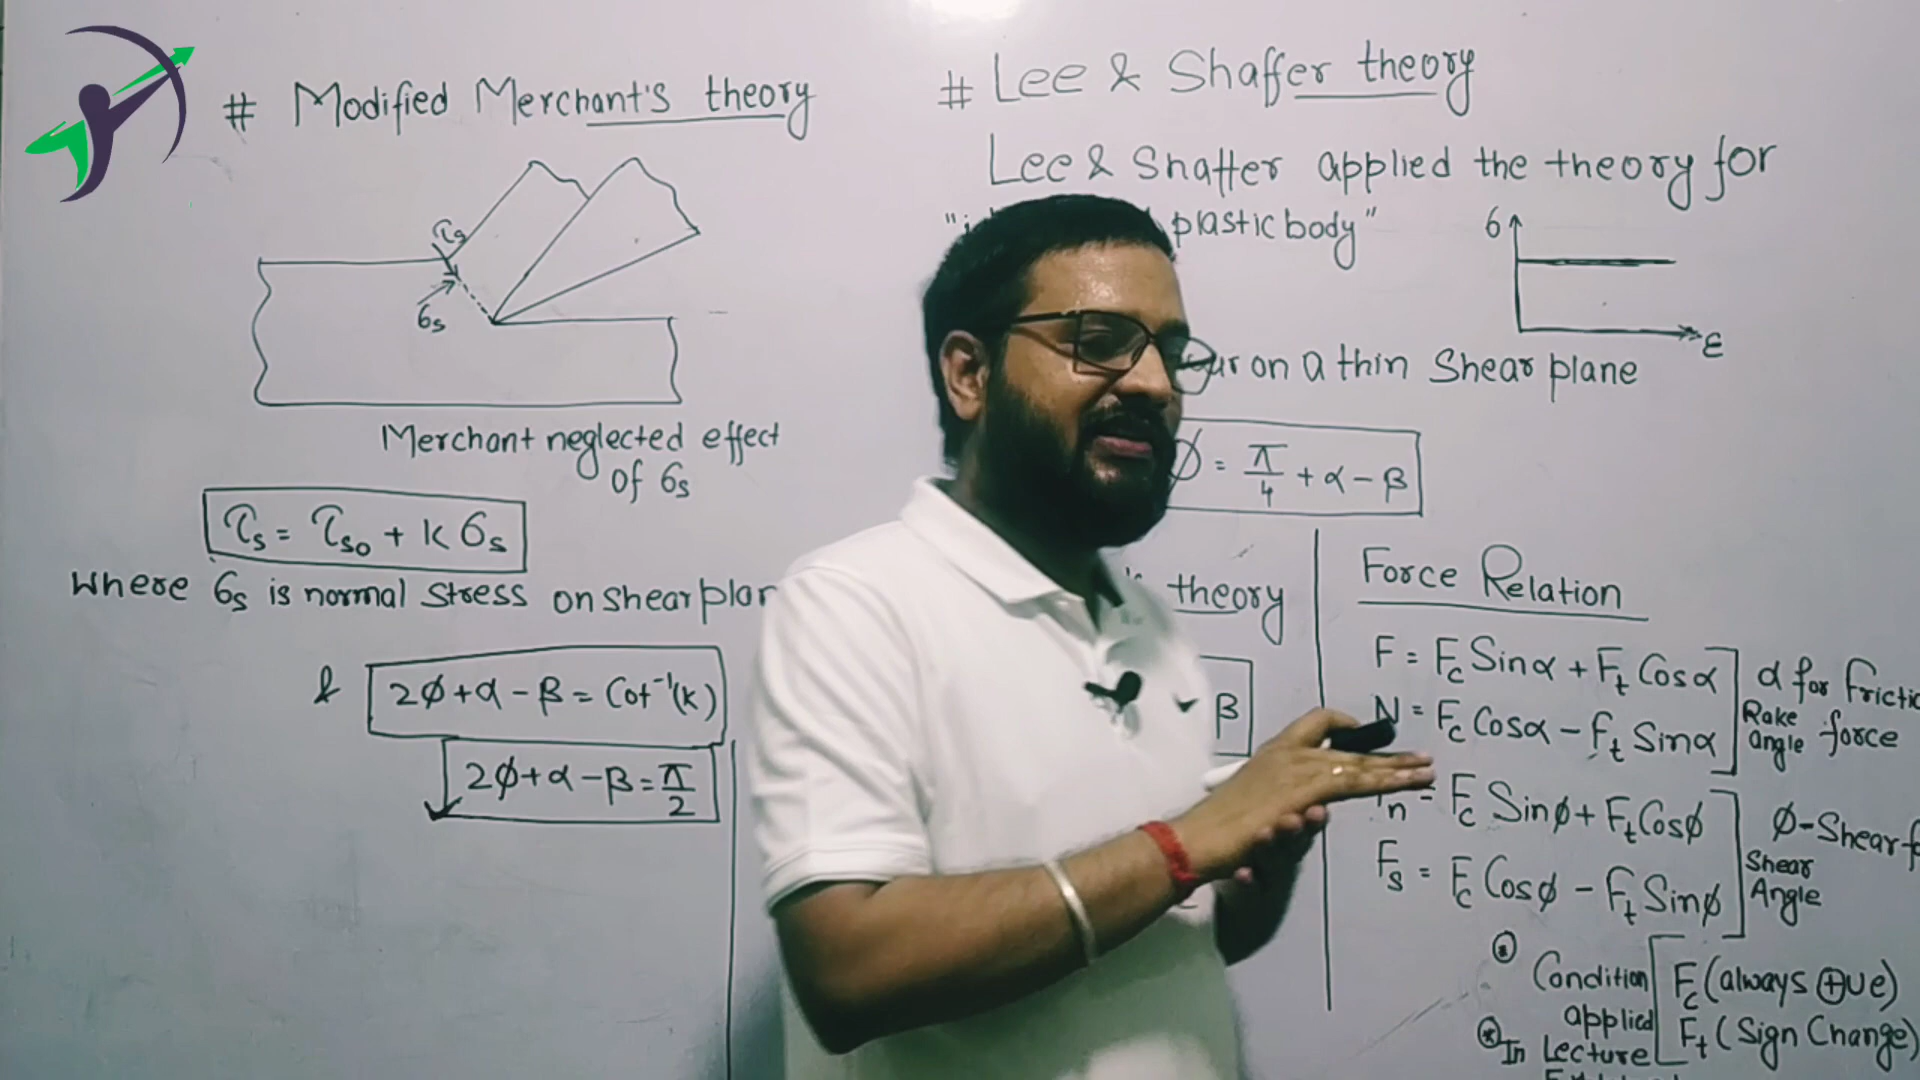 # Modified Merchant's theory
τs
6s
Merchant neglected effect
of 6s
τs = τso + K 6s
Where 6s is normal Stress on shear plan
& 2φ + α - β = Cot⁻¹(K)
2φ + α - β = π/2
# Lee & Shaffer theory
Lee & Shaffer applied the theory for
plastic body"
6
ε
on a thin Shear plane
φ = π/4 + α - β
theory
β
Force Relation
F = Fc Sinα + Ft Cosα
N = Fc Cosα - Ft Sinα
α for
Rake
angle
force
n = Fc Sinφ + Ft Cosφ
Fs = Fc Cosφ - Ft Sinφ
φ - Shear
Shear
Angle
Condition
applied
In Lecture
Fc (always ⊕ve)
Ft (Sign Change)